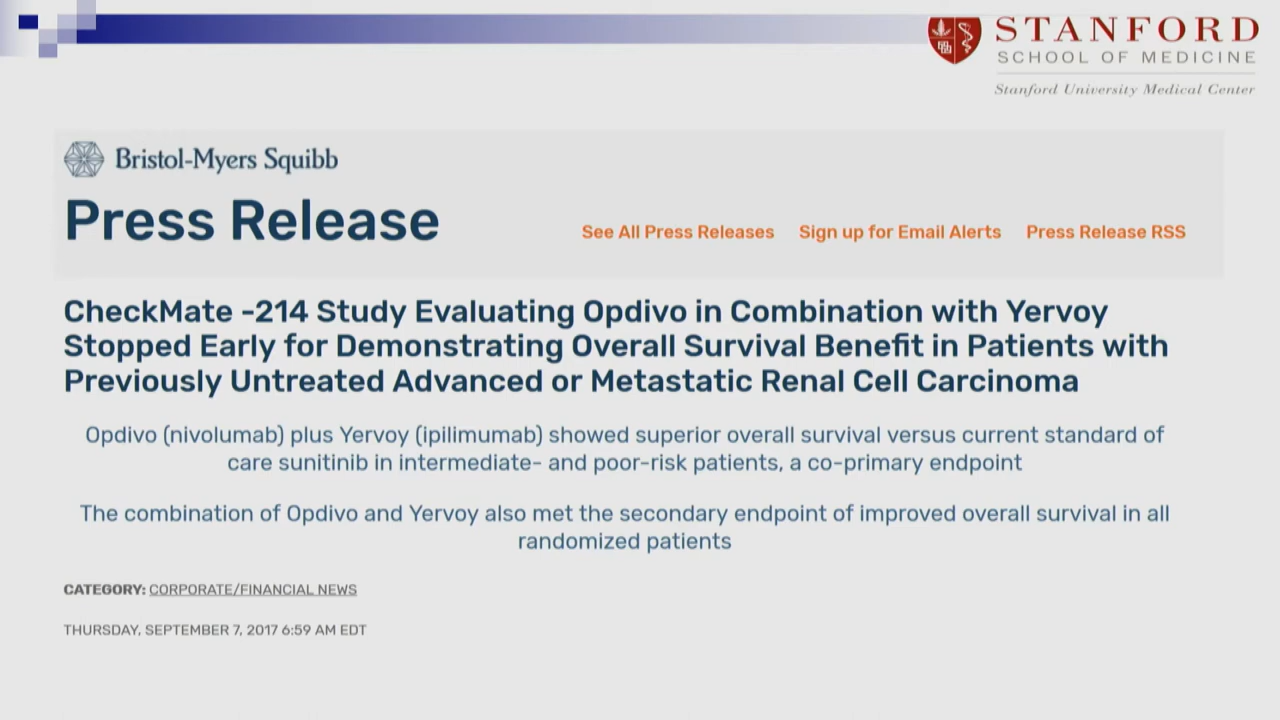 STANFORD
SCHOOL OF MEDICINE
Stanford University Medical Center
Bristol-Myers Squibb
Press Release
See All Press Releases Sign up for Email Alerts Press Release RSS
CheckMate -214 Study Evaluating Opdivo in Combination with Yervoy
Stopped Early for Demonstrating Overall Survival Benefit in Patients with
Previously Untreated Advanced or Metastatic Renal Cell Carcinoma
Opdivo (nivolumab) plus Yervoy (ipilimumab) showed superior overall survival versus current standard of
care sunitinib in intermediate- and poor-risk patients, a co-primary endpoint
The combination of Opdivo and Yervoy also met the secondary endpoint of improved overall survival in all
randomized patients
CATEGORY: CORPORATE/FINANCIAL NEWS
THURSDAY, SEPTEMBER 7, 2017 6:59 AM EDT